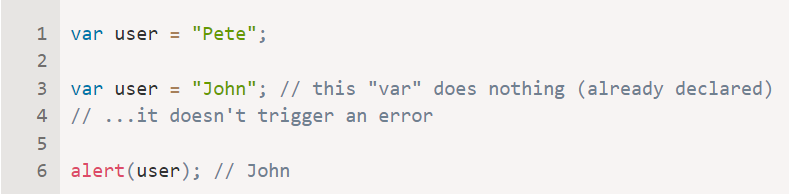 1 var user = "Pete";
2
3 var user = "John"; // this "var" does nothing (already declared)
4 // ...it doesn't trigger an error
5
6 alert(user); // John